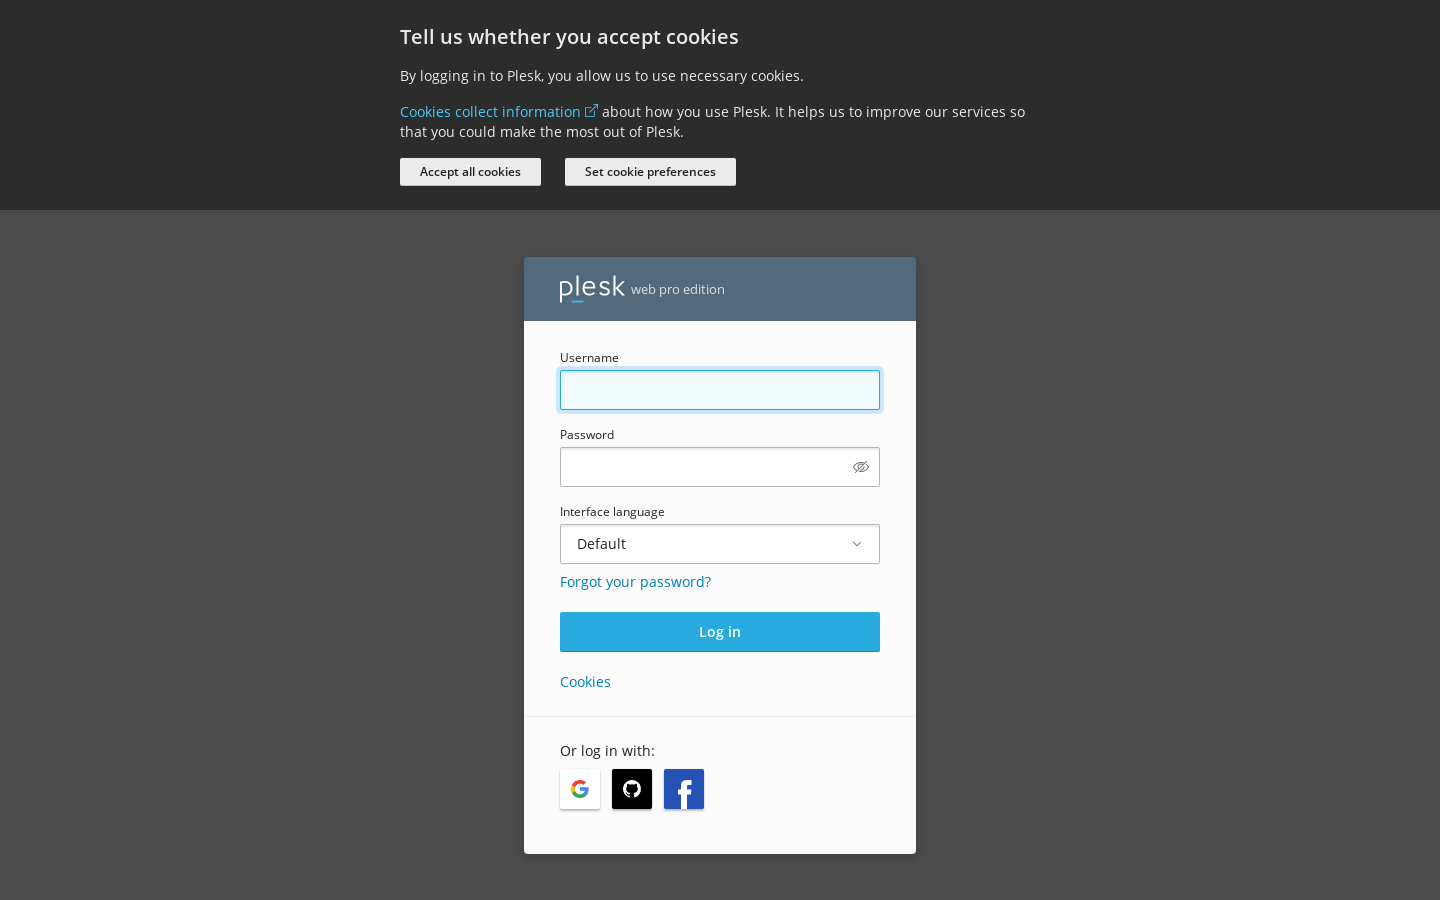 Tell us whether you accept cookies
By logging in to Plesk, you allow us to use necessary cookies.
Cookies collect information about how you use Plesk. It helps us to improve our services so
that you could make the most out of Plesk.
Accept all cookies
Set cookie preferences
plesk web pro edition
Username
Password
Interface language
Default
Forgot your password?
Log in
Cookies
Or log in with: